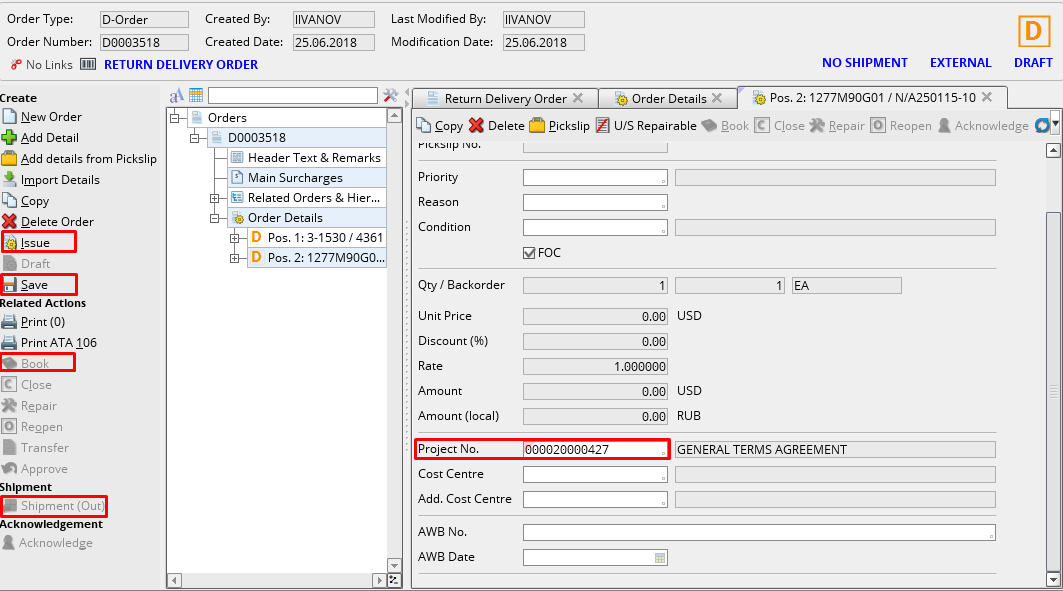 Order Type: D-Order Created By: IIVANOV Last Modified By: IIVANOV
Order Number: D0003518 Created Date: 25.06.2018 Modification Date: 25.06.2018
D
No Links RETURN DELIVERY ORDER NO SHIPMENT EXTERNAL DRAFT
Create
New Order
Add Detail
Add details from Pickslip
Import Details
Copy
Delete Order
Issue
Draft
Save
Related Actions
Print (0)
Print ATA 106
Book
Close
Repair
Reopen
Transfer
Approve
Shipment
Shipment (Out)
Acknowledgement
Acknowledge
Orders
D0003518
Header Text & Remarks
Main Surcharges
Related Orders & Hier...
Order Details
D Pos. 1: 3-1530 / 4361
D Pos. 2: 1277M90G0...
Return Delivery Order Order Details Pos. 2: 1277M90G01 / N/A250115-10
Copy Delete Pickslip U/S Repairable Book Close Repair Reopen Acknowledge
Pickslip No.
Priority
Reason
Condition
FOC
Qty / Backorder 1 1 EA
Unit Price 0.00 USD
Discount (%) 0.00
Rate 1.000000
Amount 0.00 USD
Amount (local) 0.00 RUB
Project No. 000020000427 GENERAL TERMS AGREEMENT
Cost Centre
Add. Cost Centre
AWB No.
AWB Date